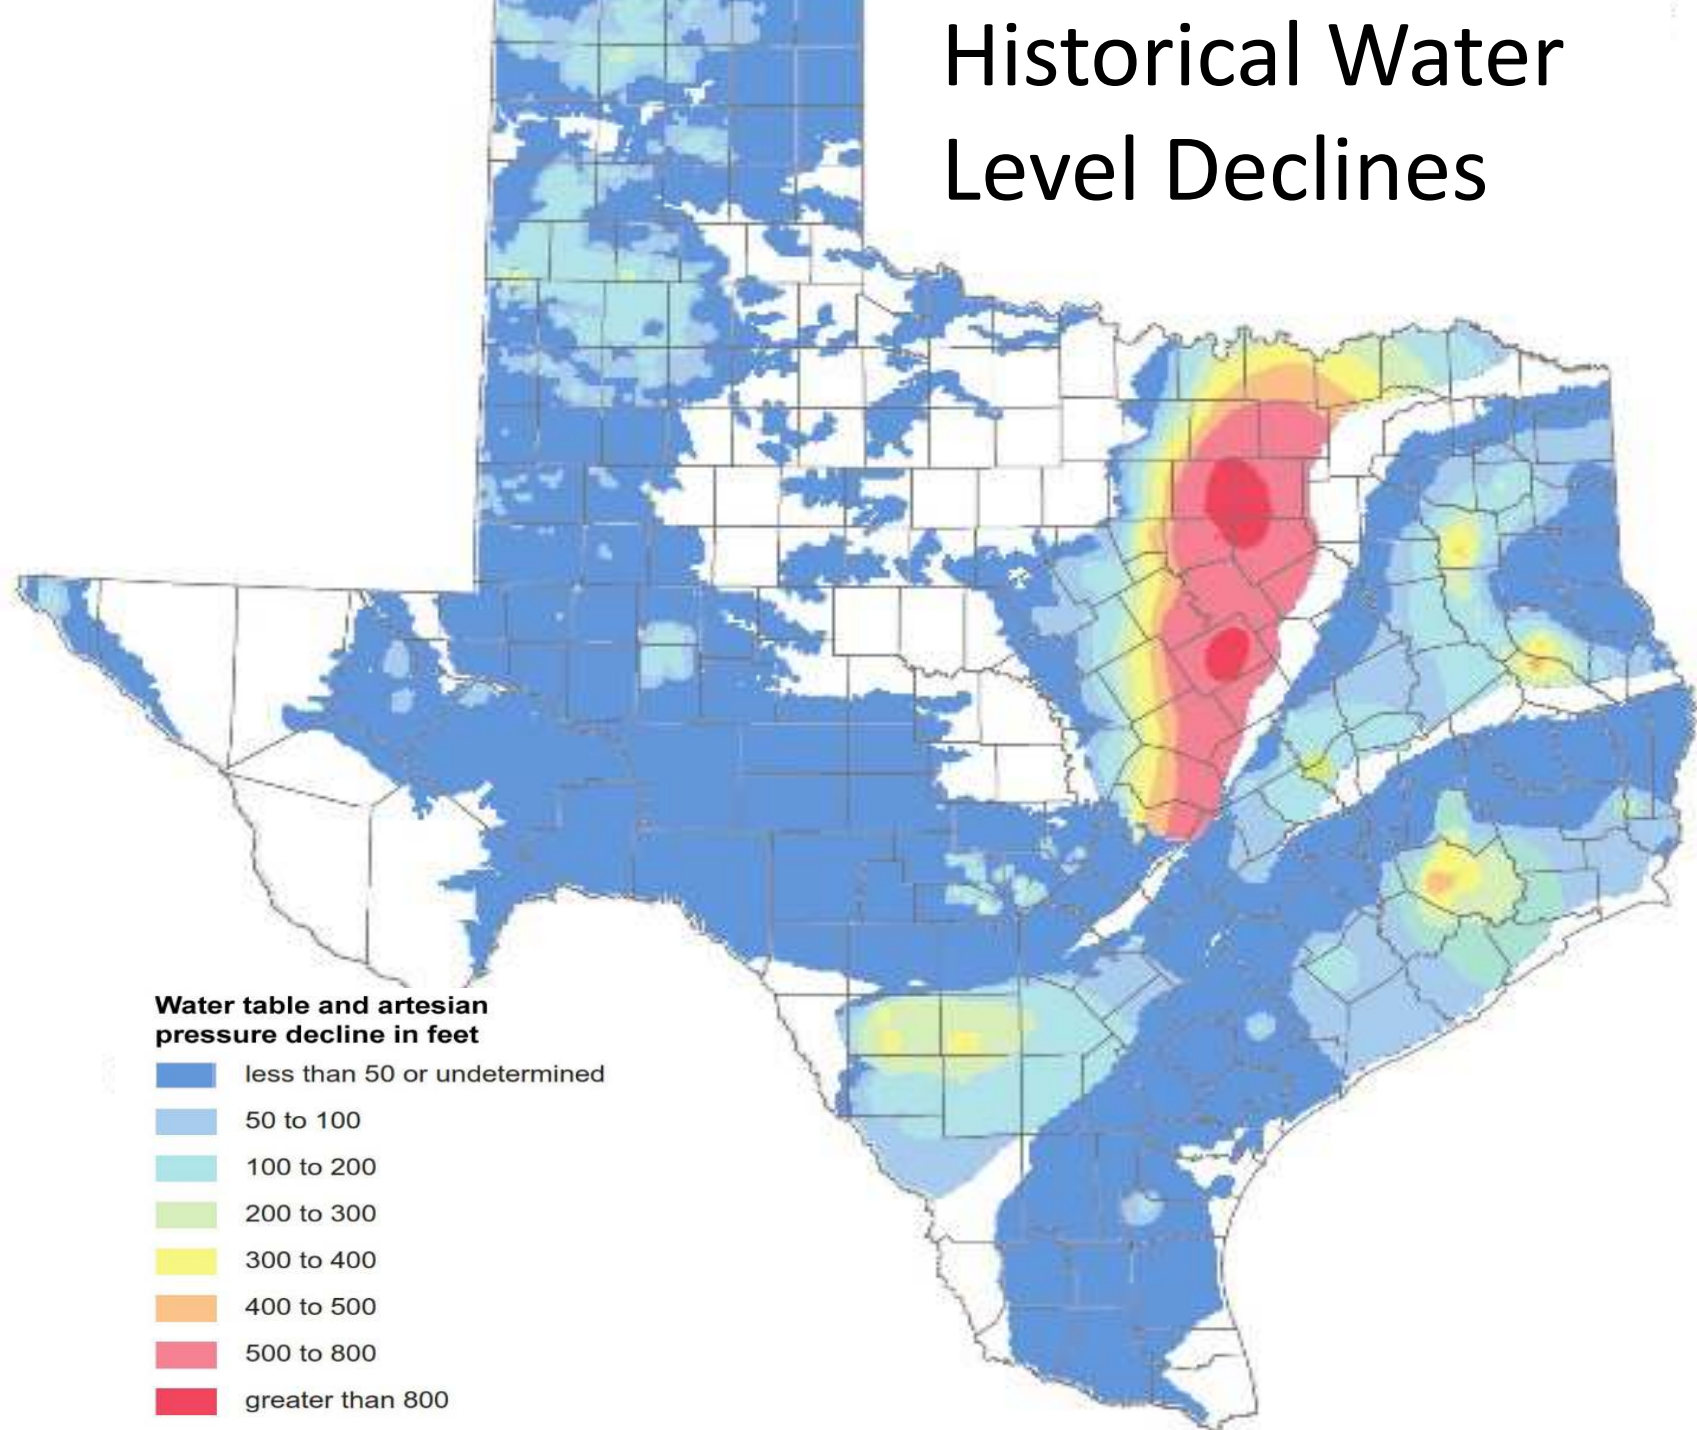 Historical Water
Level Declines
Water table and artesian
pressure decline in feet
less than 50 or undetermined
50 to 100
100 to 200
200 to 300
300 to 400
400 to 500
500 to 800
greater than 800